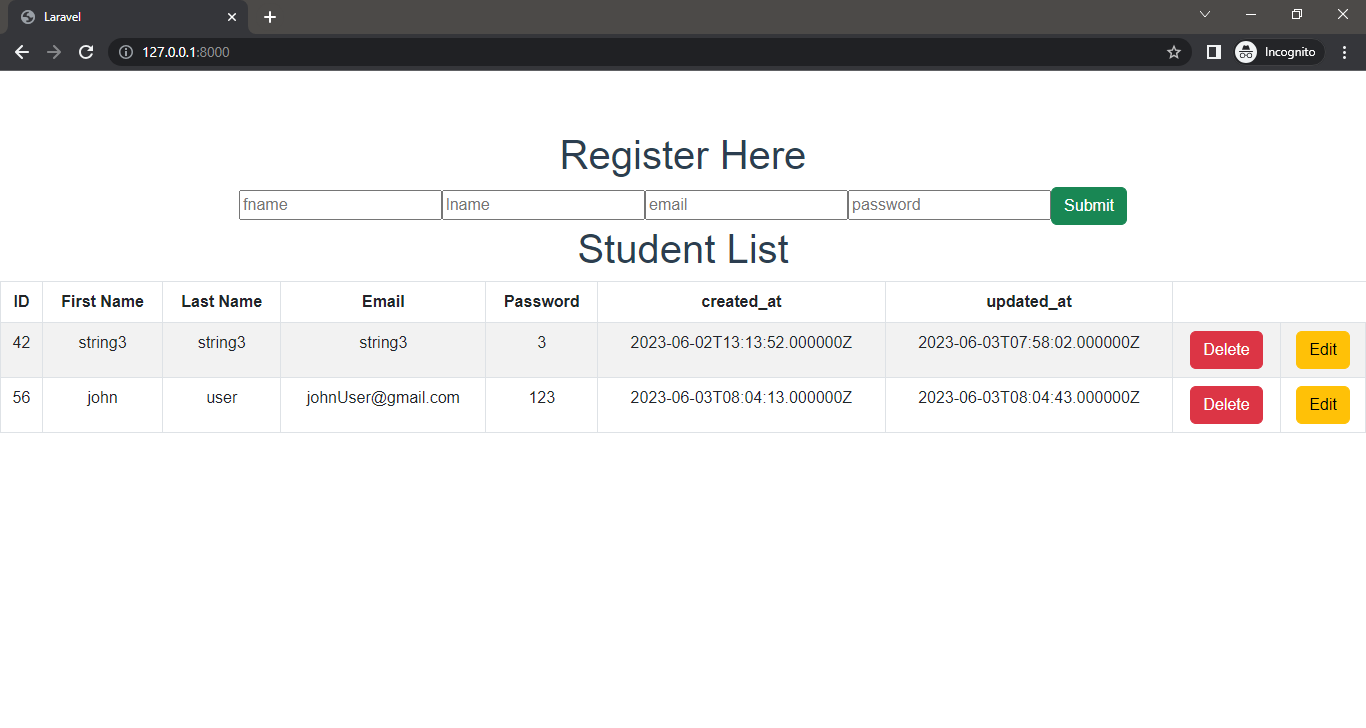 Laravel
127.0.0.1:8000 Incognito
Register Here
fname lname email password Submit
Student List
ID First Name Last Name Email Password created_at updated_at
42 string3 string3 string3 3 2023-06-02T13:13:52.000000Z 2023-06-03T07:58:02.000000Z Delete Edit
56 john user johnUser@gmail.com 123 2023-06-03T08:04:13.000000Z 2023-06-03T08:04:43.000000Z Delete Edit